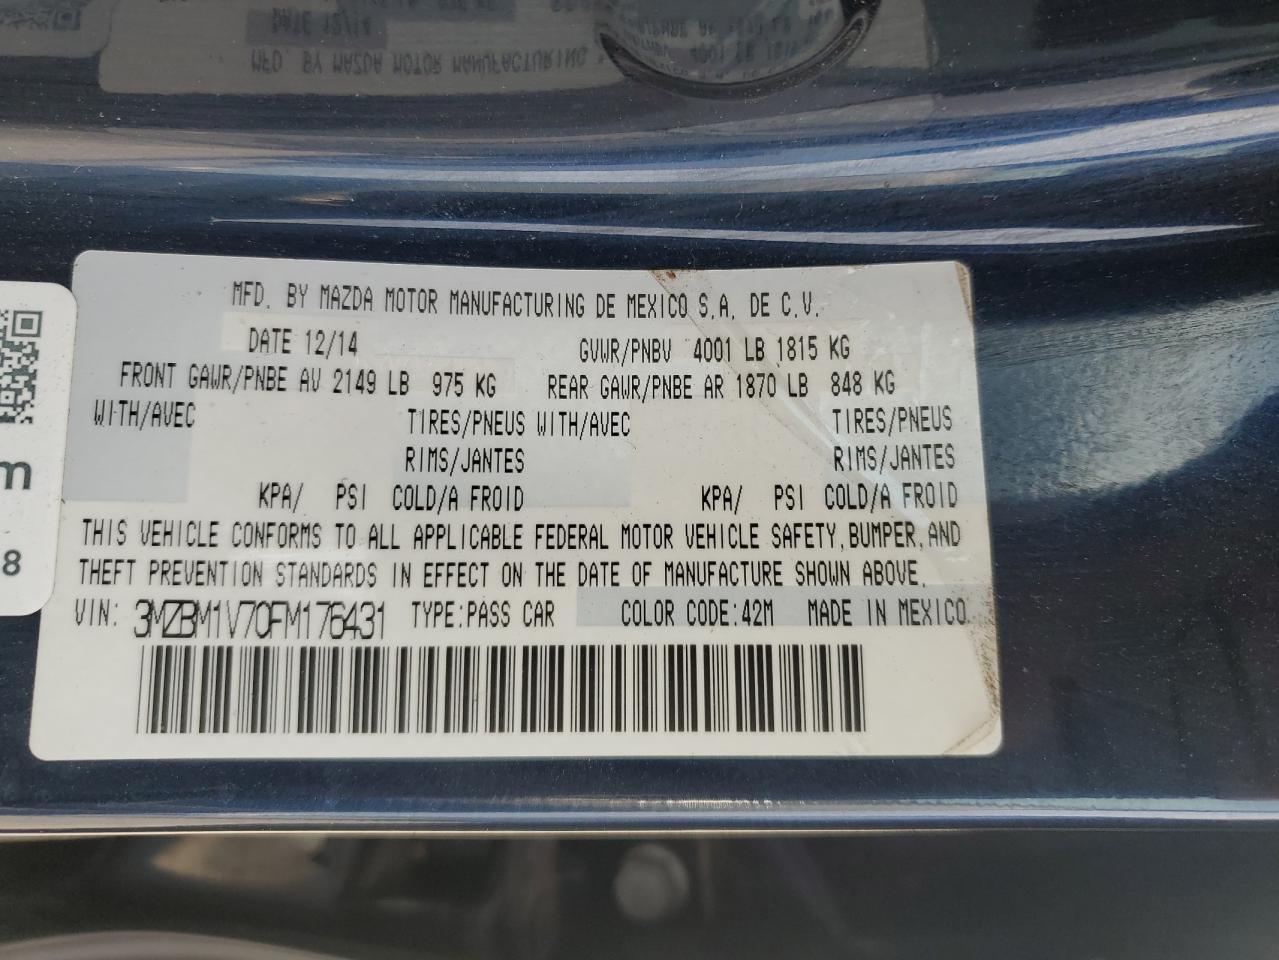 MFD. BY MAZDA MOTOR MANUFACTURING DE MEXICO S.A. DE C.V.
DATE 12/14 GVWR/PNBV 4001 LB 1815 KG
FRONT GAWR/PNBE AV 2149 LB 975 KG REAR GAWR/PNBE AR 1870 LB 848 KG
WITH/AVEC TIRES/PNEUS WITH/AVEC TIRES/PNEUS
RIMS/JANTES RIMS/JANTES
KPA/ PSI COLD/A FROID KPA/ PSI COLD/A FROID
THIS VEHICLE CONFORMS TO ALL APPLICABLE FEDERAL MOTOR VEHICLE SAFETY, BUMPER, AND
THEFT PREVENTION STANDARDS IN EFFECT ON THE DATE OF MANUFACTURE SHOWN ABOVE.
VIN: 3MZBM1V70FM176431 TYPE:PASS CAR COLOR CODE:42M MADE IN MEXICO
m
8